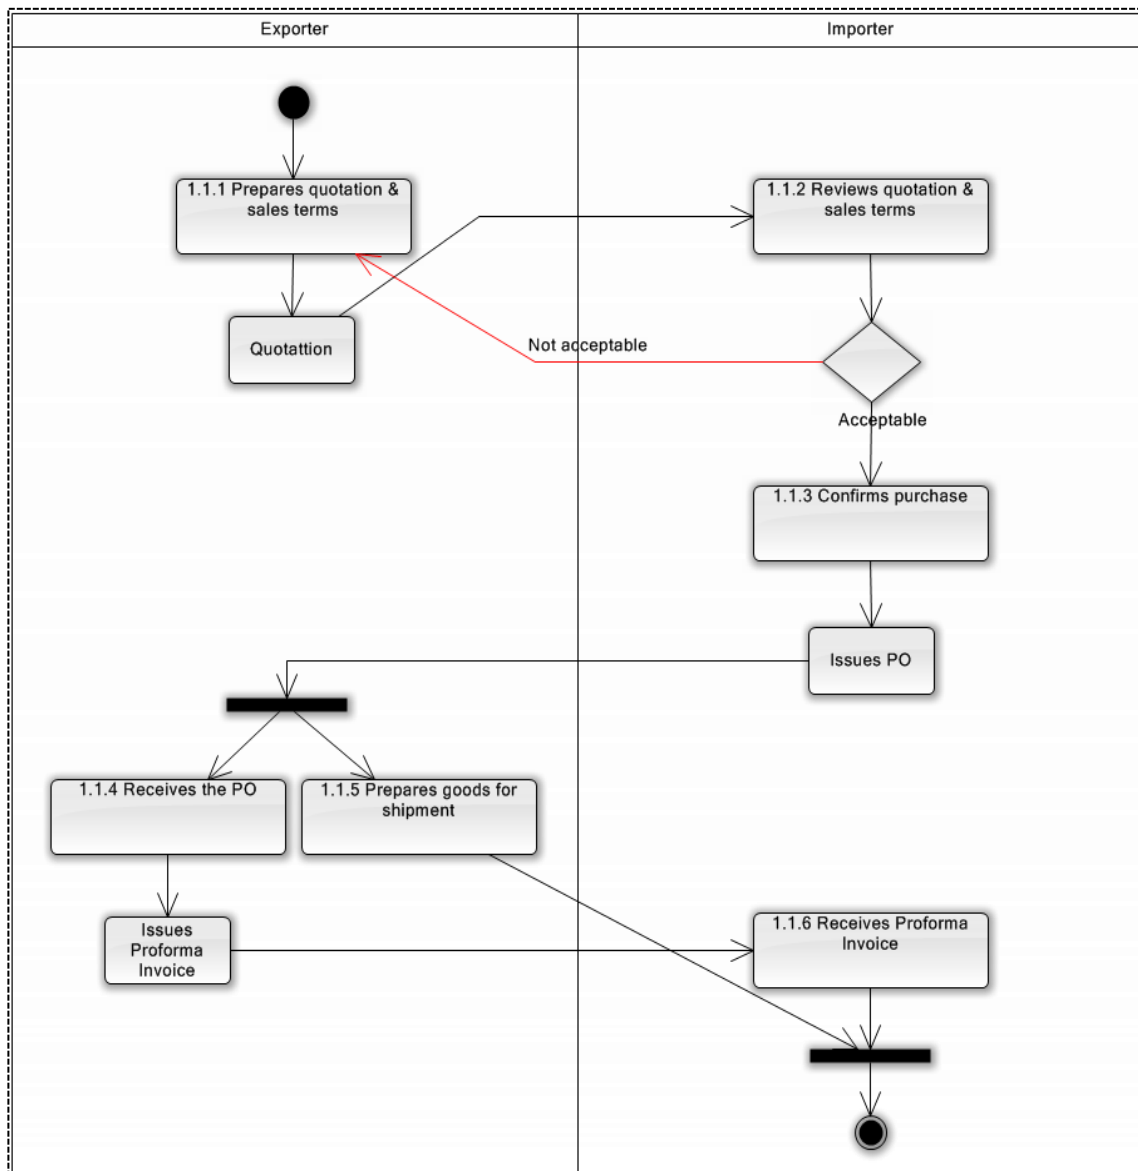 Exporter
Importer
1.1.1 Prepares quotation &
sales terms
1.1.2 Reviews quotation &
sales terms
Quotattion
Not acceptable
Acceptable
1.1.3 Confirms purchase
Issues PO
1.1.4 Receives the PO
1.1.5 Prepares goods for
shipment
Issues
Proforma
Invoice
1.1.6 Receives Proforma
Invoice